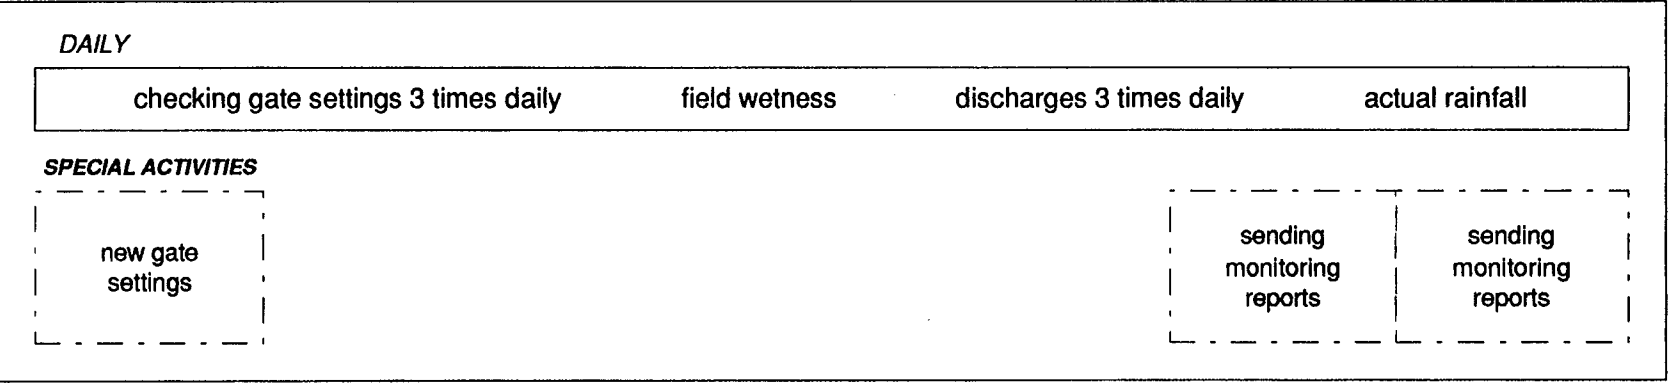 DAILY
checking gate settings 3 times daily field wetness discharges 3 times daily actual rainfall
SPECIAL ACTIVITIES
new gate
settings
sending
monitoring
reports
sending
monitoring
reports